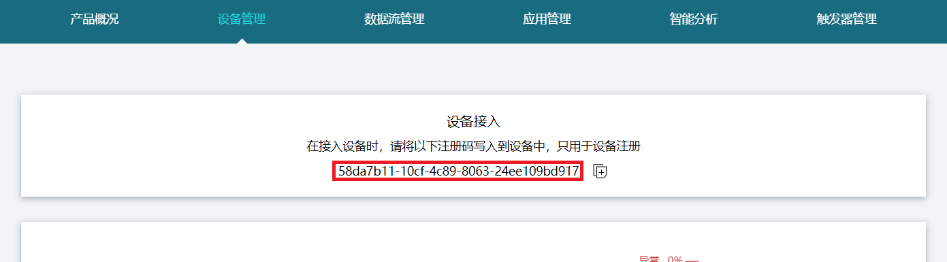 产品概况 设备管理 数据流管理 应用管理 智能分析 触发器管理
设备接入
在接入设备时，请将以下注册码写入到设备中，只用于设备注册
58da7b11-10cf-4c89-8063-24ee109bd917
异常 0%